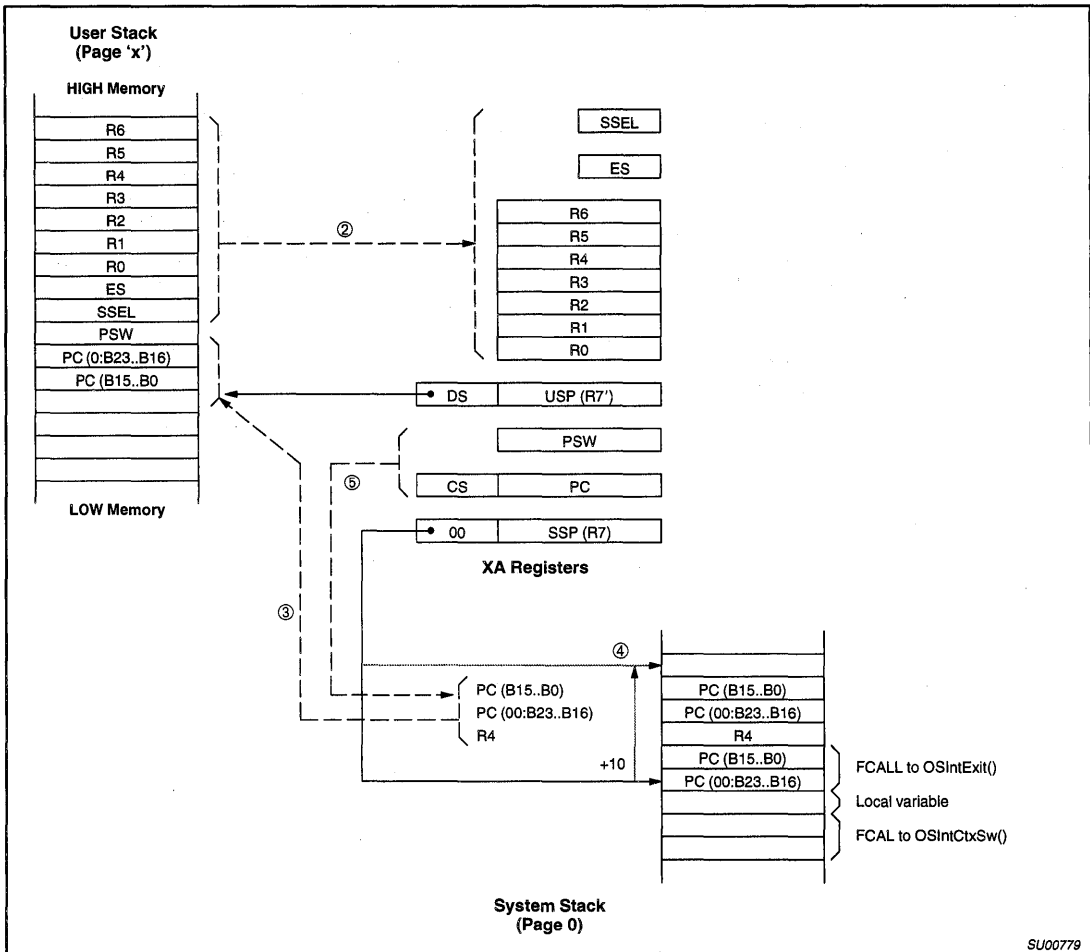 User Stack
(Page 'x')
HIGH Memory
R6
R5
R4
R3
R2
R1
R0
ES
SSEL
PSW
PC (0:B23..B16)
PC (B15..B0
LOW Memory
②
SSEL
ES
R6
R5
R4
R3
R2
R1
R0
DS
USP (R7')
PSW
CS
PC
00
SSP (R7)
XA Registers
⑤
③
④
PC (B15..B0)
PC (00:B23..B16)
R4
+10
PC (B15..B0)
PC (00:B23..B16)
R4
PC (B15..B0)
PC (00:B23..B16)
FCALL to OSIntExit()
Local variable
FCAL to OSIntCtxSw()
System Stack
(Page 0)
SU00779